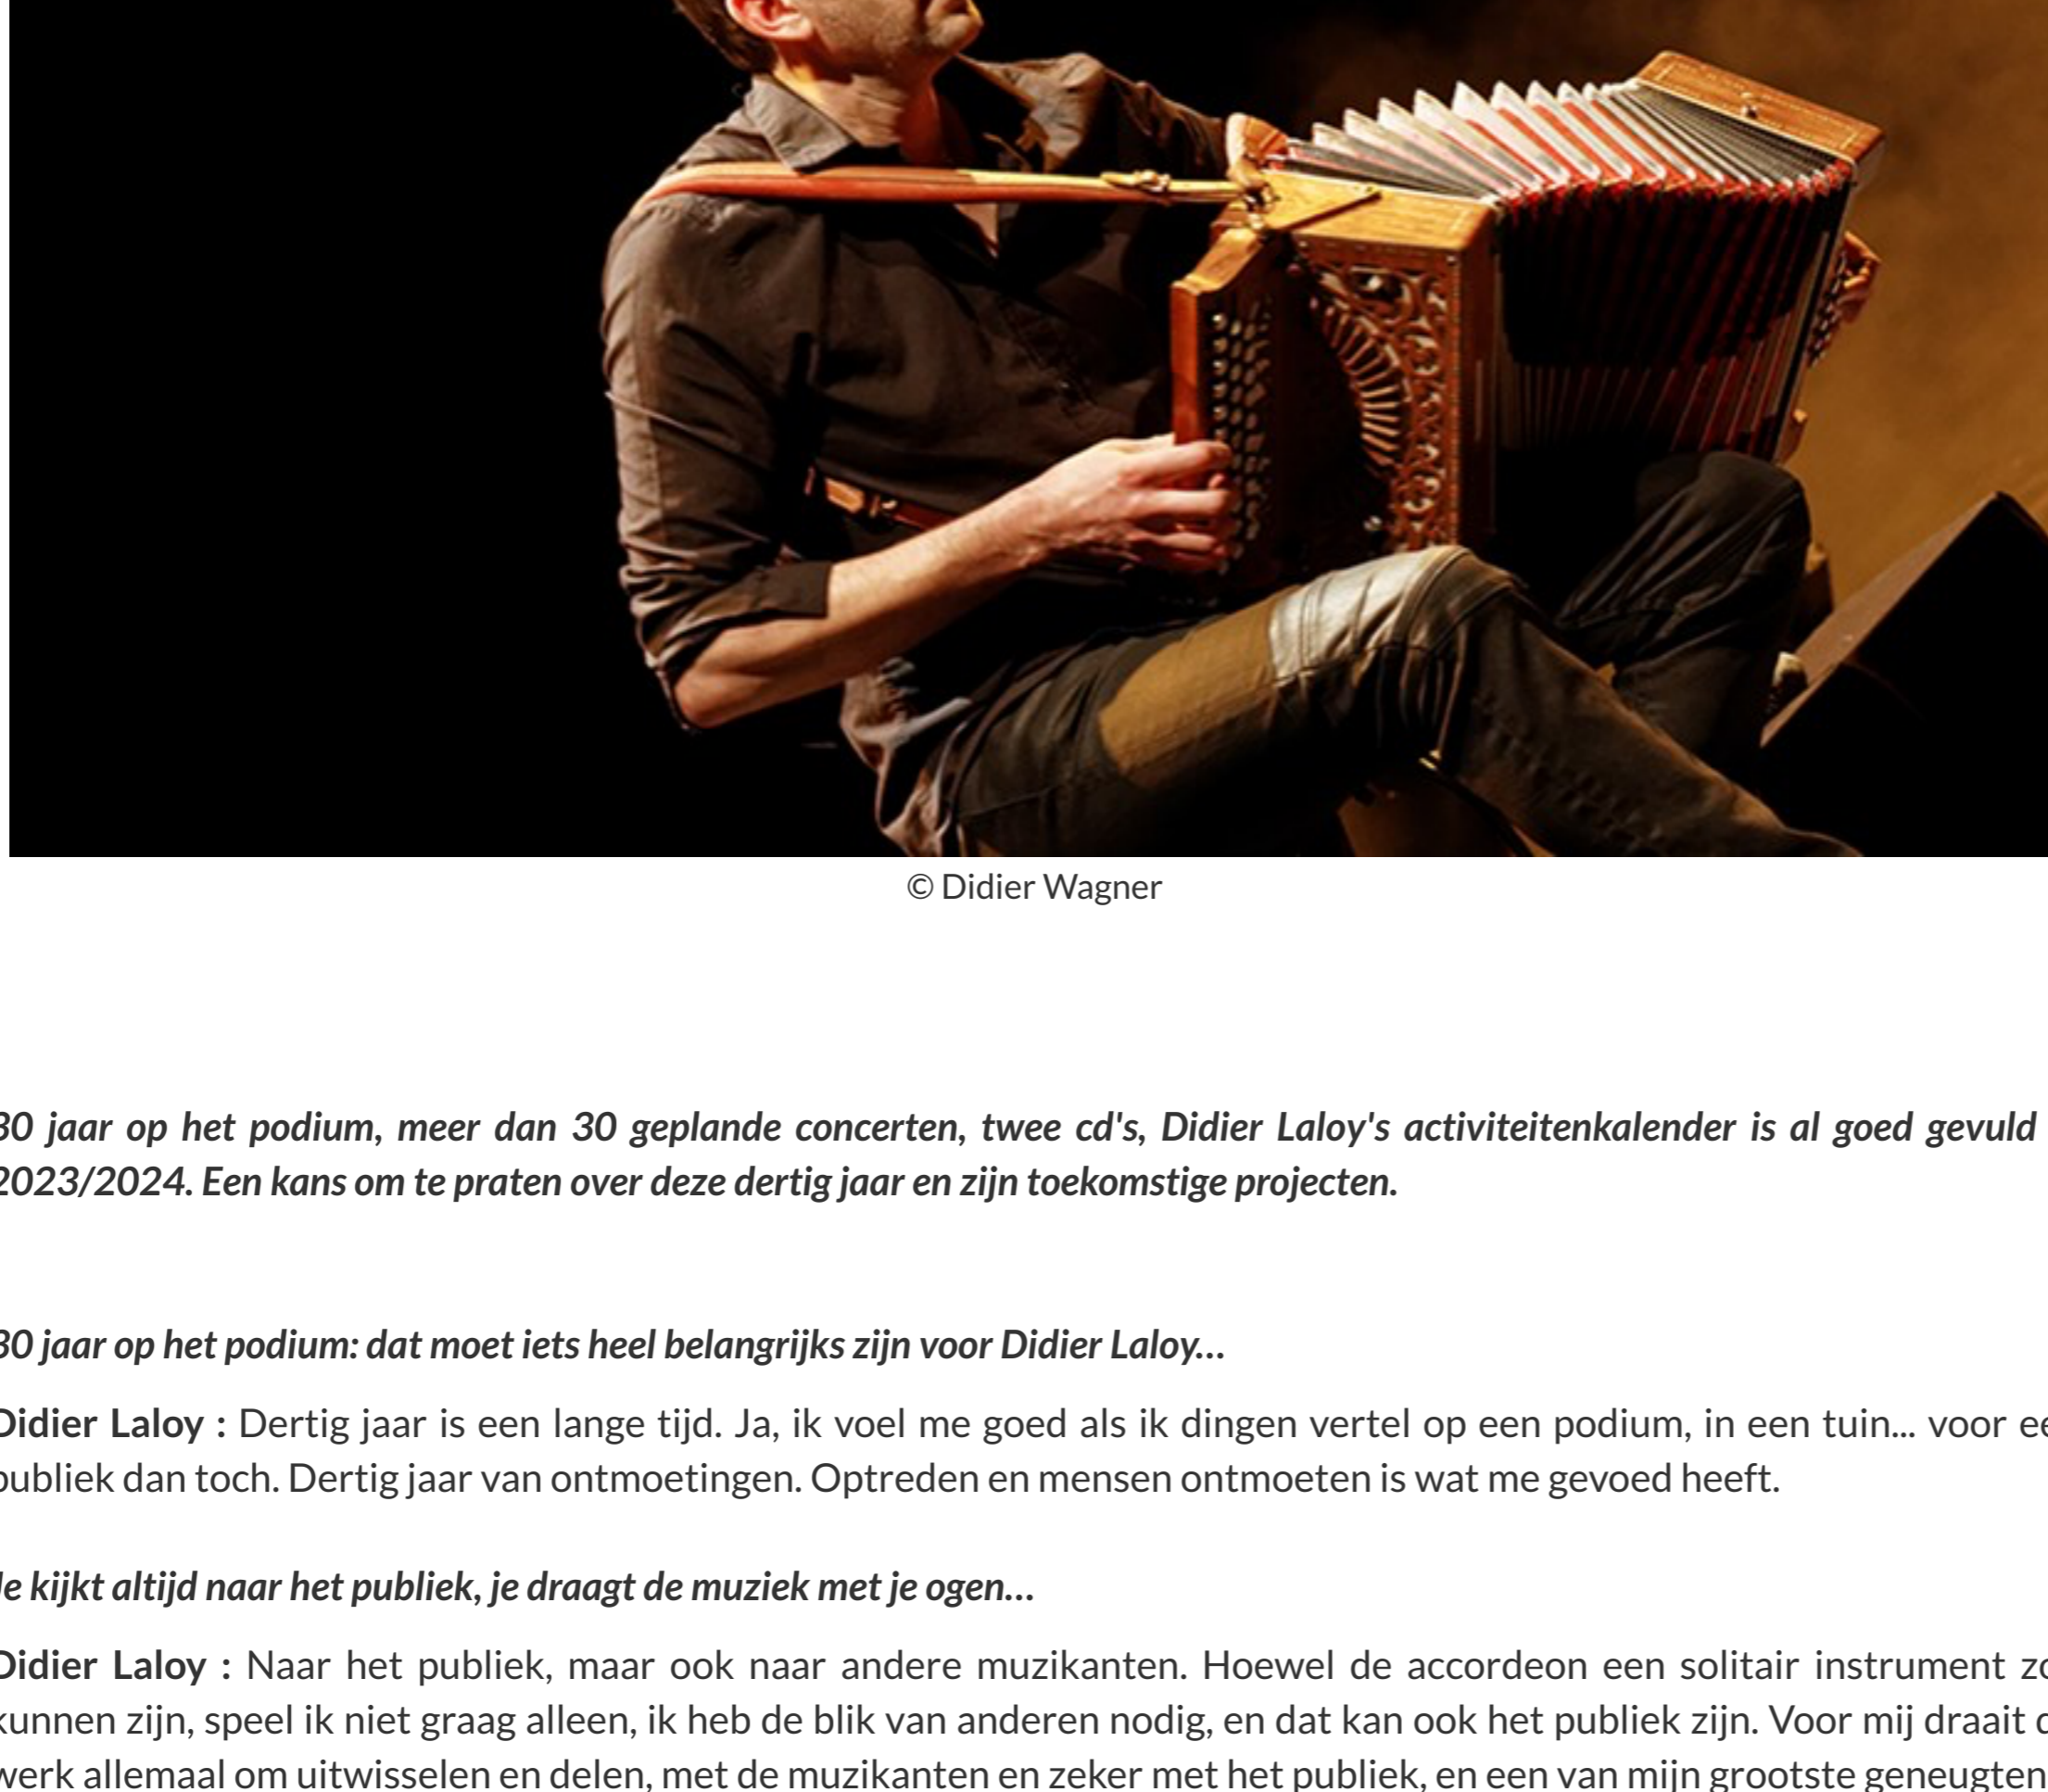 © Didier Wagner
30 jaar op het podium, meer dan 30 geplande concerten, twee cd's, Didier Laloy's activiteitenkalender is al goed gevuld
2023/2024. Een kans om te praten over deze dertig jaar en zijn toekomstige projecten.
30 jaar op het podium: dat moet iets heel belangrijks zijn voor Didier Laloy...
Didier Laloy : Dertig jaar is een lange tijd. Ja, ik voel me goed als ik dingen vertel op een podium, in een tuin... voor ee
publiek dan toch. Dertig jaar van ontmoetingen. Optreden en mensen ontmoeten is wat me gevoed heeft.
Je kijkt altijd naar het publiek, je draagt de muziek met je ogen...
Didier Laloy : Naar het publiek, maar ook naar andere muzikanten. Hoewel de accordeon een solitair instrument zo
kunnen zijn, speel ik niet graag alleen, ik heb de blik van anderen nodig, en dat kan ook het publiek zijn. Voor mij draait
werk allemaal om uitwisselen en delen, met de muzikanten en zeker met het publiek, en een van mijn grootste geneugten